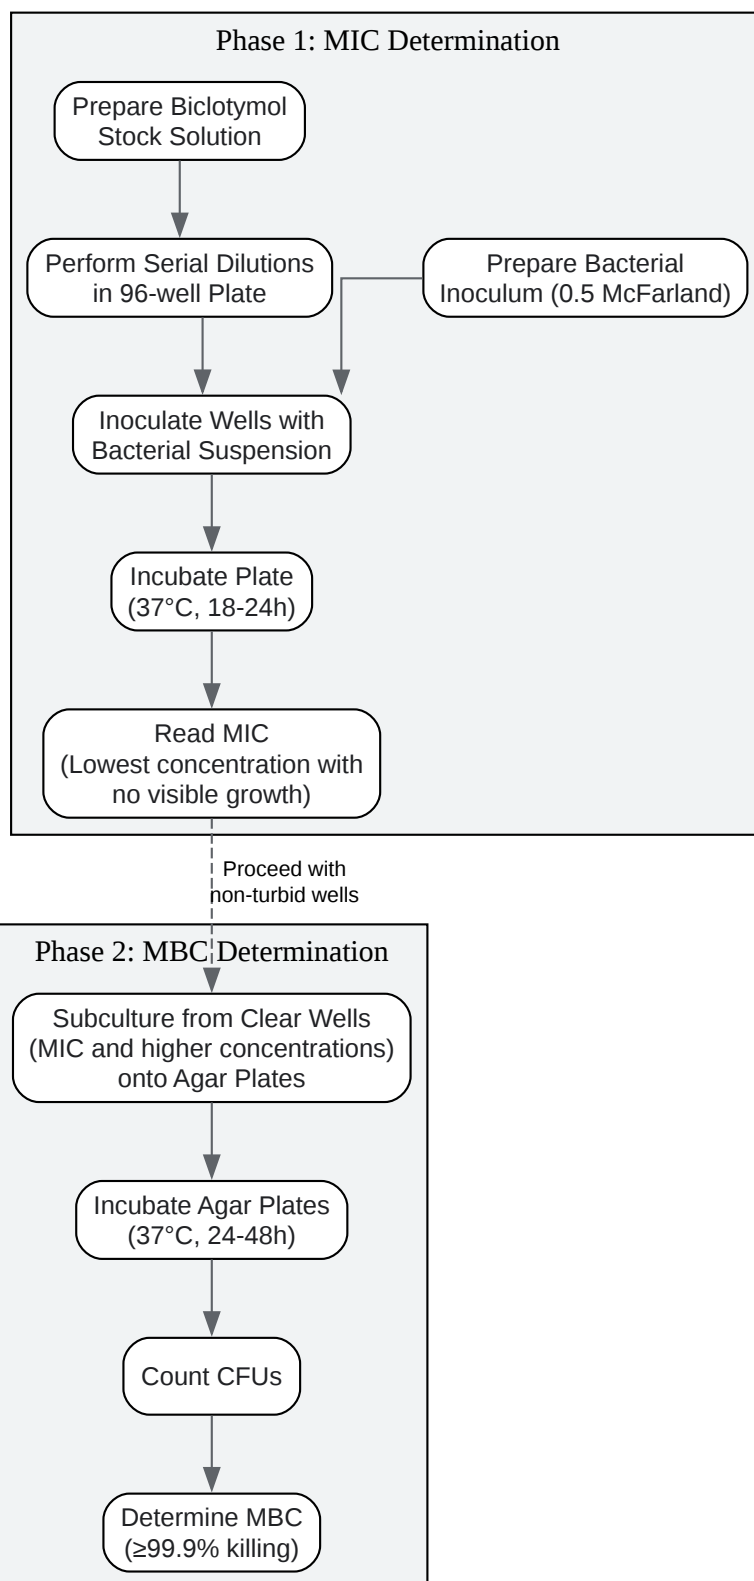 Phase 1: MIC Determination
Prepare Biclotymol
Stock Solution
Perform Serial Dilutions
in 96-well Plate
Prepare Bacterial
Inoculum (0.5 McFarland)
Inoculate Wells with
Bacterial Suspension
Incubate Plate
(37°C, 18-24h)
Read MIC
(Lowest concentration with
no visible growth)
Proceed with
non-turbid wells
Phase 2: MBC Determination
Subculture from Clear Wells
(MIC and higher concentrations)
onto Agar Plates
Incubate Agar Plates
(37°C, 24-48h)
Count CFUs
Determine MBC
(≥99.9% killing)